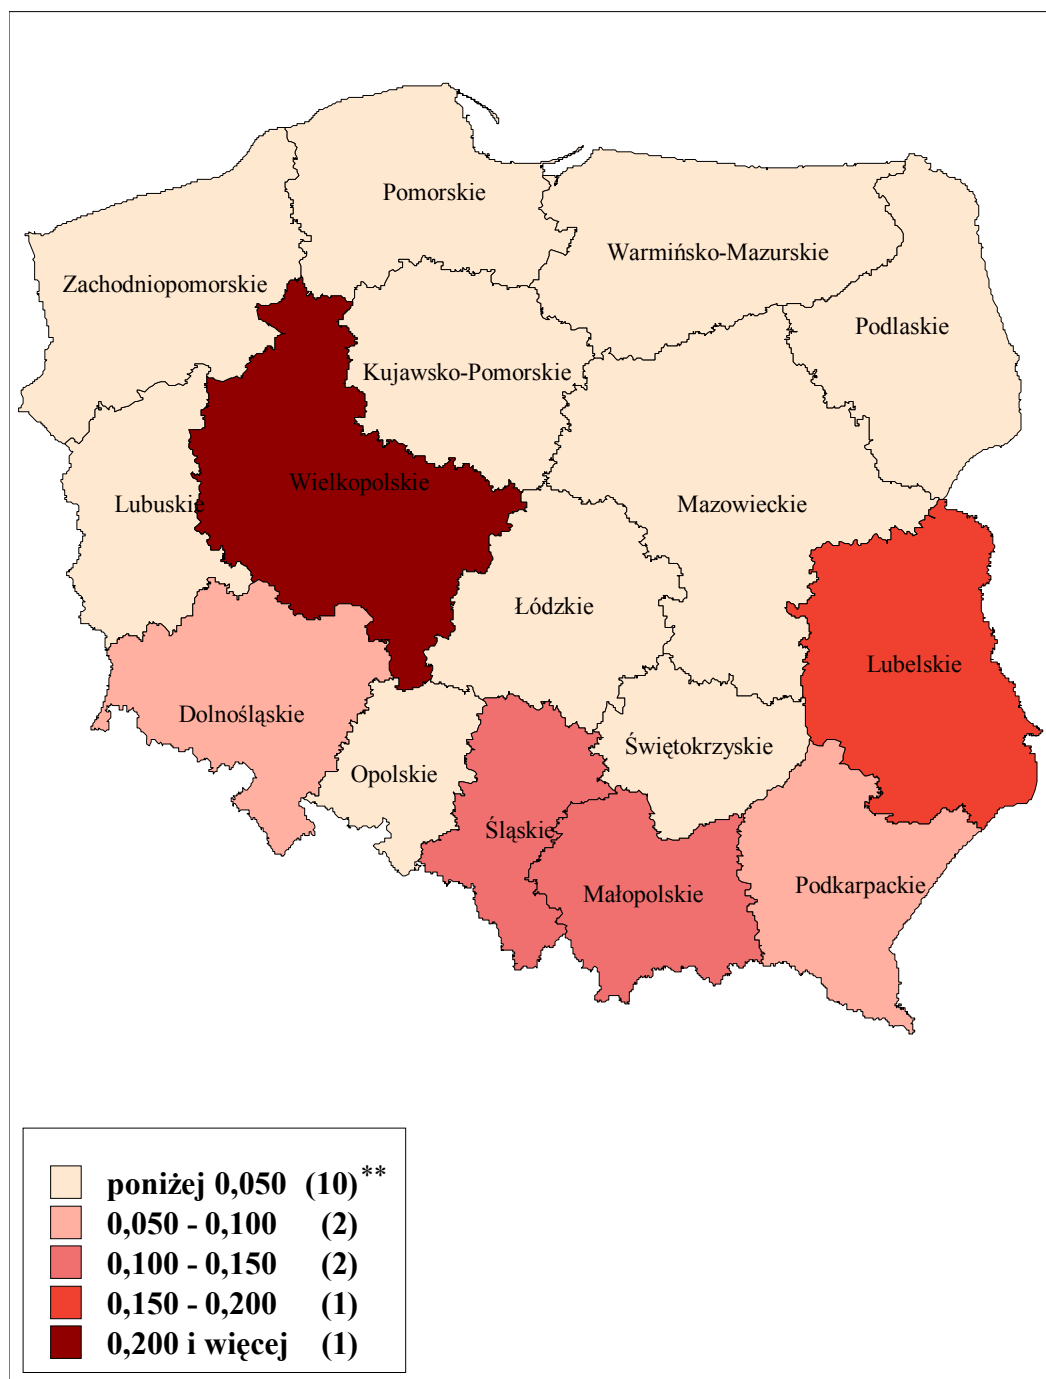 Pomorskie
Warmińsko-Mazurskie
Zachodniopomorskie
Podlaskie
Kujawsko-Pomorskie
Wielkopolskie
Lubuskie
Mazowieckie
Łódzkie
Lubelskie
Dolnośląskie
Świętokrzyskie
Opolskie
Śląskie
Podkarpackie
Małopolskie
poniżej 0,050 (10)**
0,050 - 0,100 (2)
0,100 - 0,150 (2)
0,150 - 0,200 (1)
0,200 i więcej (1)